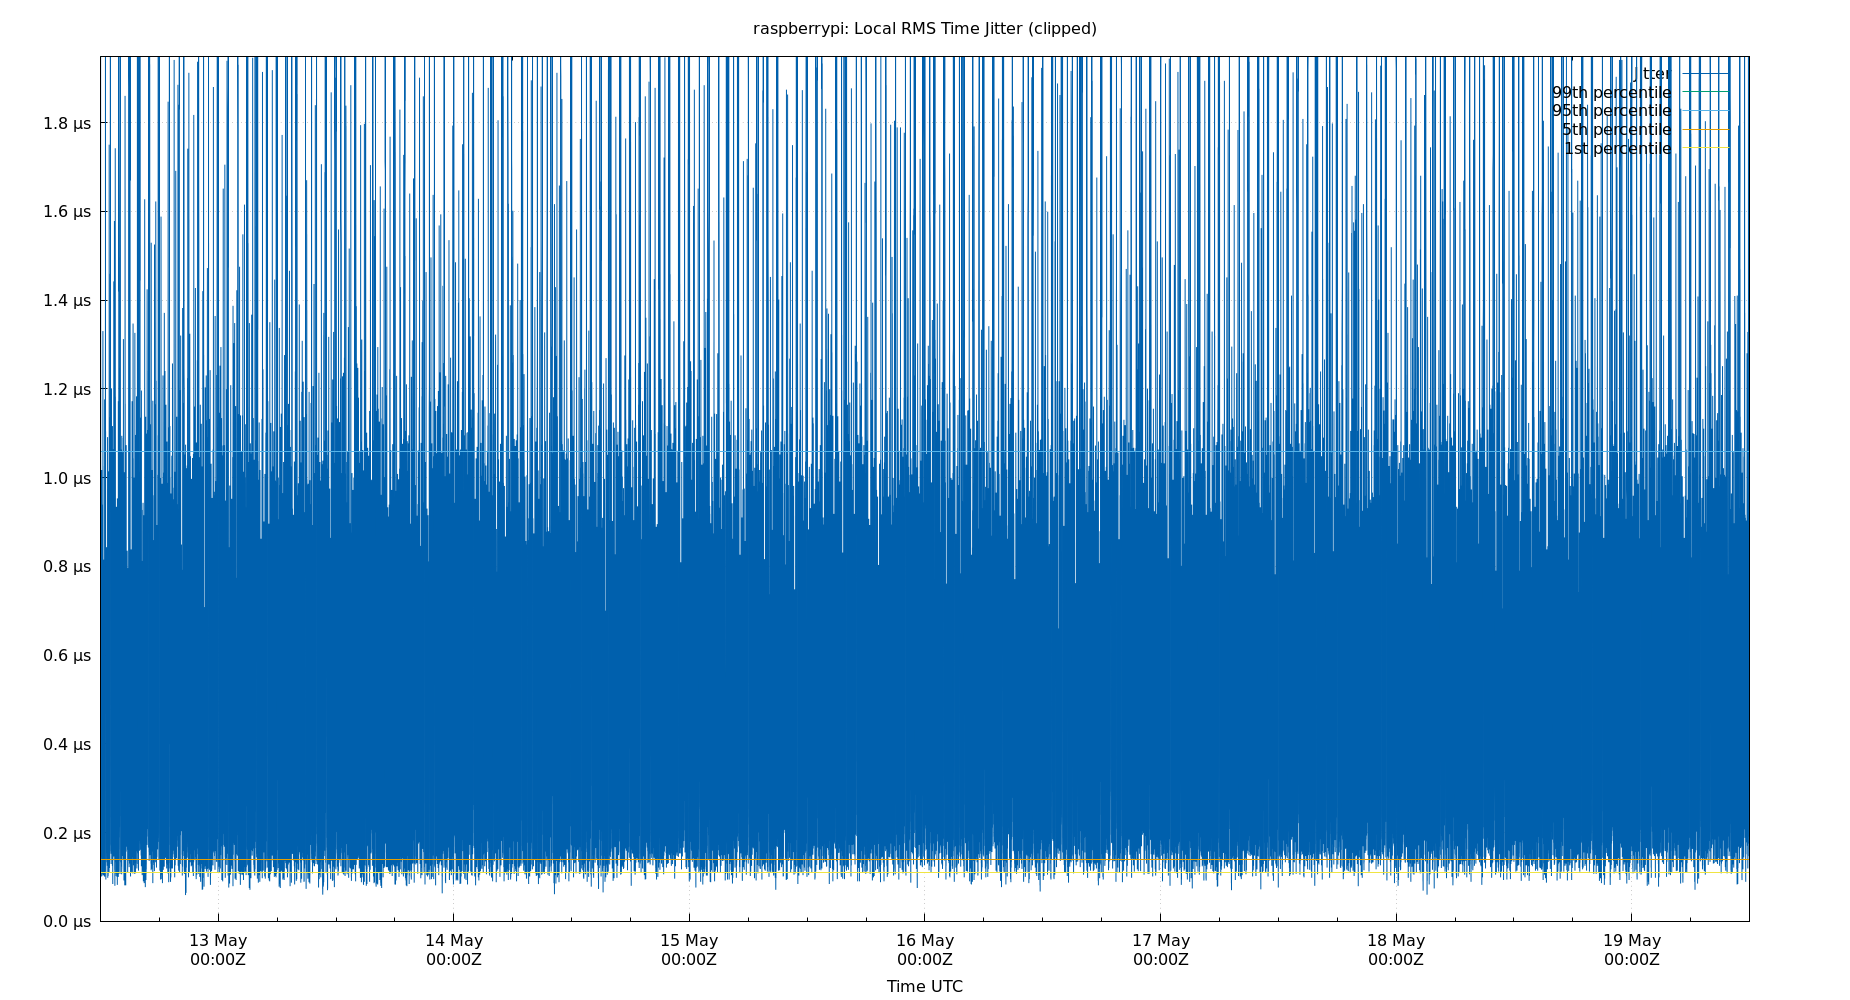 raspberrypi: Local RMS Time Jitter (clipped)
jitter
99th percentile
95th percentile
5th percentile
1st percentile
1.8 µs
1.6 µs
1.4 µs
1.2 µs
1.0 µs
0.8 µs
0.6 µs
0.4 µs
0.2 µs
0.0 µs
13 May 14 May 15 May 16 May 17 May 18 May 19 May
00:00Z 00:00Z 00:00Z 00:00Z 00:00Z 00:00Z 00:00Z
Time UTC